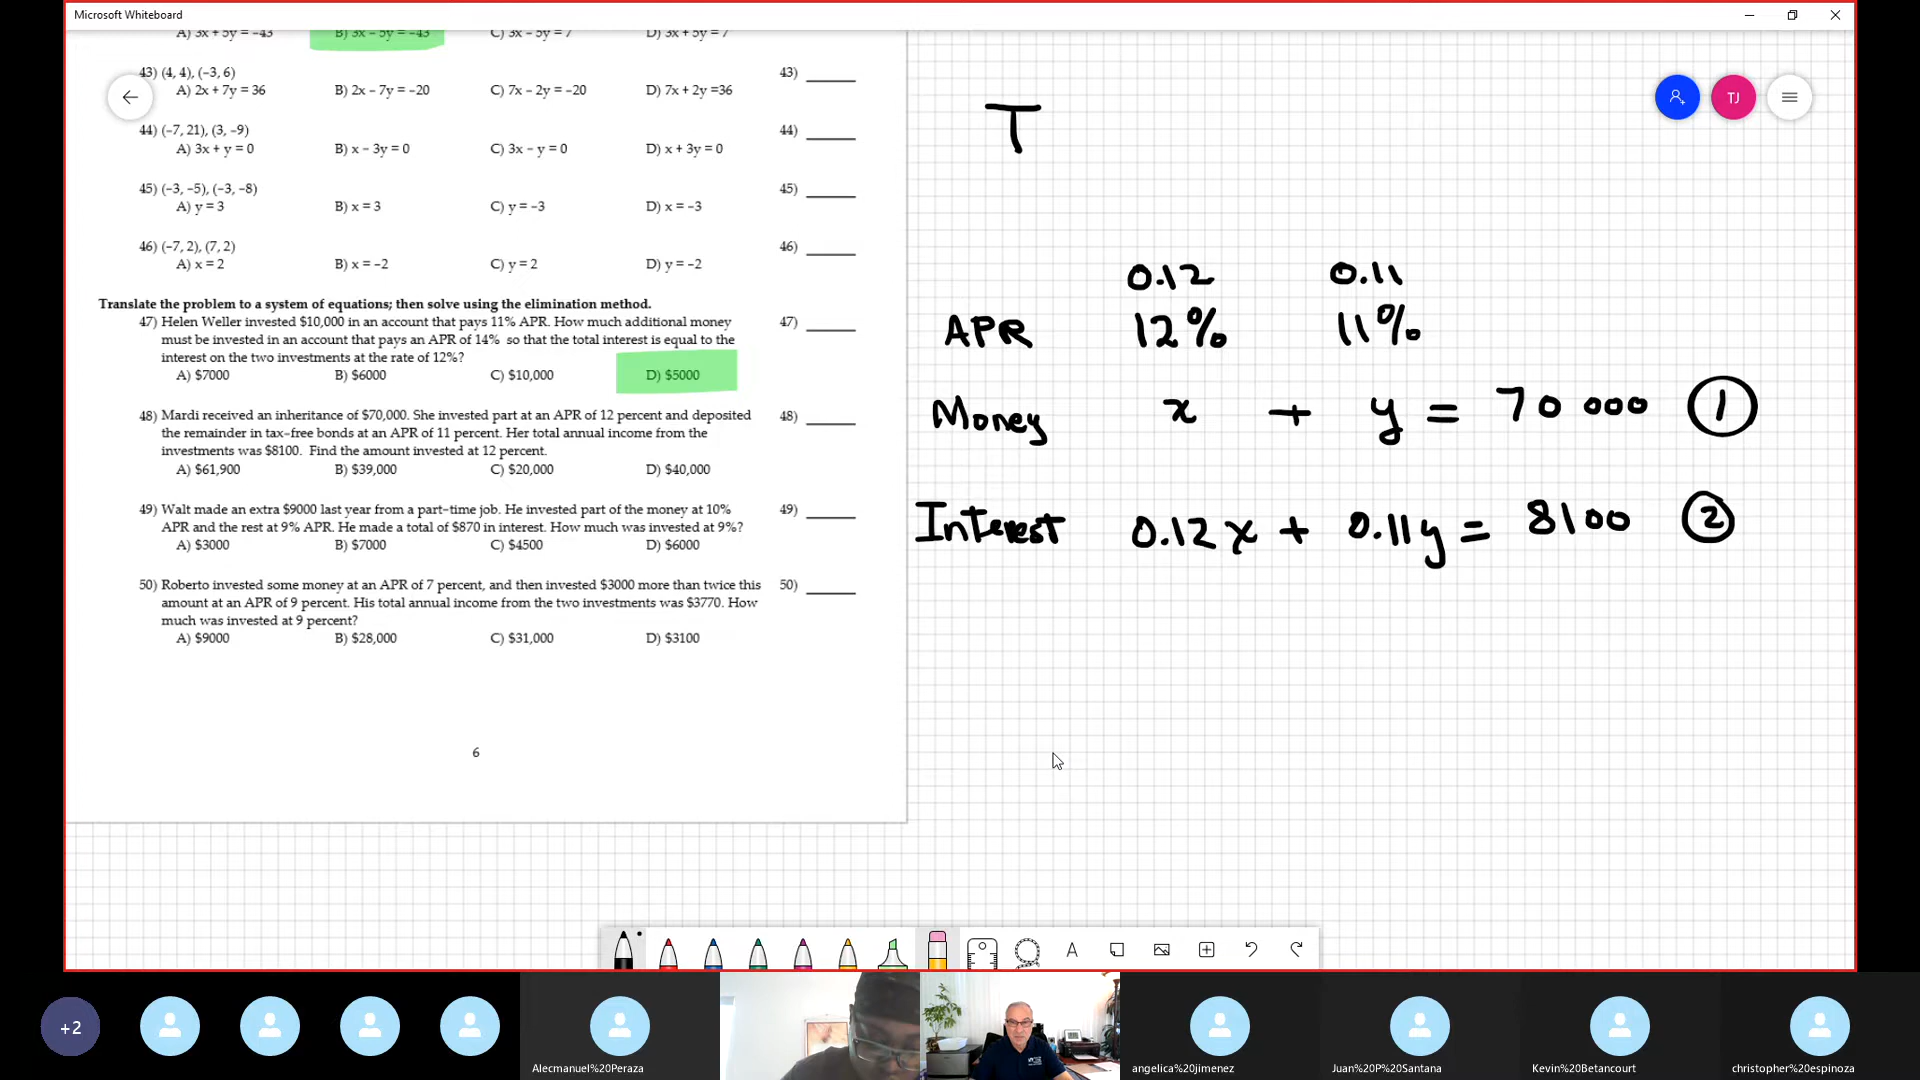 Microsoft Whiteboard
A) 3x + 5y = -43 B) 3x - 5y = -43 C) 3x - 5y = 7 D) 3x + 5y = 7
43) (4, 4), (-3, 6) 43) ______
A) 2x + 7y = 36 B) 2x - 7y = -20 C) 7x - 2y = -20 D) 7x + 2y =36
44) (-7, 21), (3, -9) 44) ______
A) 3x + y = 0 B) x - 3y = 0 C) 3x - y = 0 D) x + 3y = 0
45) (-3, -5), (-3, -8) 45) ______
A) y = 3 B) x = 3 C) y = -3 D) x = -3
46) (-7, 2), (7, 2) 46) ______
A) x = 2 B) x = -2 C) y = 2 D) y = -2
Translate the problem to a system of equations; then solve using the elimination method.
47) Helen Weller invested $10,000 in an account that pays 11% APR. How much additional money 47) ______
must be invested in an account that pays an APR of 14% so that the total interest is equal to the
interest on the two investments at the rate of 12%?
A) $7000 B) $6000 C) $10,000 D) $5000
48) Mardi received an inheritance of $70,000. She invested part at an APR of 12 percent and deposited 48) ______
the remainder in tax-free bonds at an APR of 11 percent. Her total annual income from the
investments was $8100. Find the amount invested at 12 percent.
A) $61,900 B) $39,000 C) $20,000 D) $40,000
49) Walt made an extra $9000 last year from a part-time job. He invested part of the money at 10% 49) ______
APR and the rest at 9% APR. He made a total of $870 in interest. How much was invested at 9%?
A) $3000 B) $7000 C) $4500 D) $6000
50) Roberto invested some money at an APR of 7 percent, and then invested $3000 more than twice this 50) ______
amount at an APR of 9 percent. His total annual income from the two investments was $3770. How
much was invested at 9 percent?
A) $9000 B) $28,000 C) $31,000 D) $3100
6
T
TJ
0.12 0.11
APR 12% 11%
Money x + y = 70 000 1
Interest 0.12x + 0.11y = 8100 2
A
+2
Alecmanuel%20Peraza
angelica%20jimenez
Juan%20P%20Santana
Kevin%20Betancourt
christopher%20espinoza